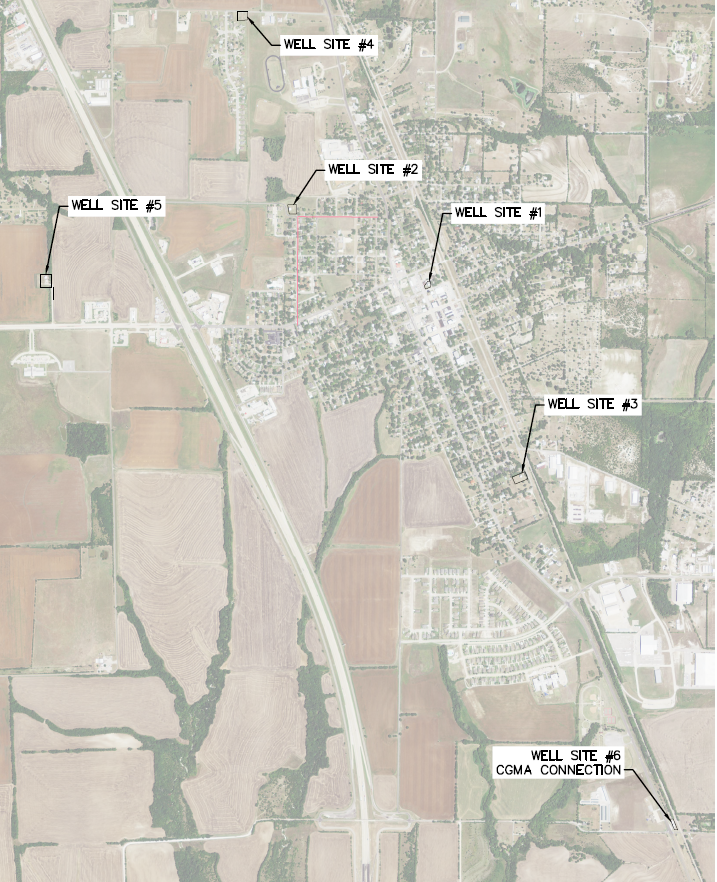 WELL SITE #4
WELL SITE #2
WELL SITE #5
WELL SITE #1
WELL SITE #3
WELL SITE #6
CGMA CONNECTION